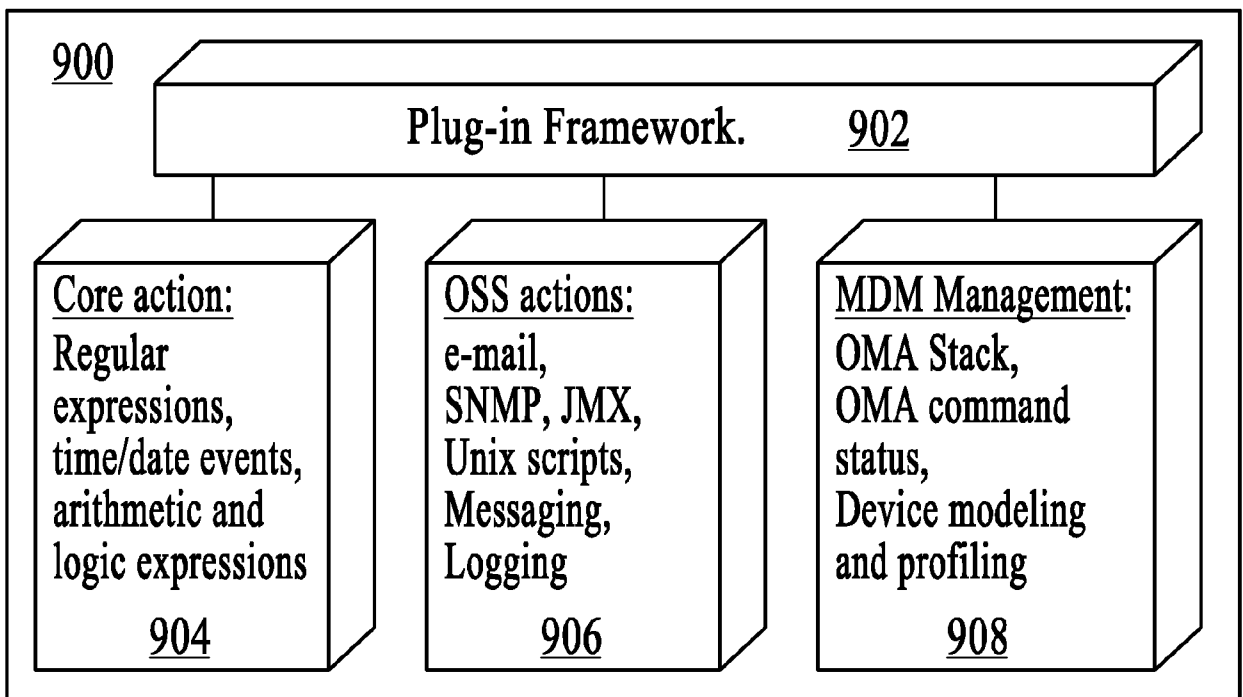 900
Plug-in Framework. 902
Core action:
Regular
expressions,
time/date events,
arithmetic and
logic expressions
904
OSS actions:
e-mail,
SNMP, JMX,
Unix scripts,
Messaging,
Logging
906
MDM Management:
OMA Stack,
OMA command
status,
Device modeling
and profiling
908